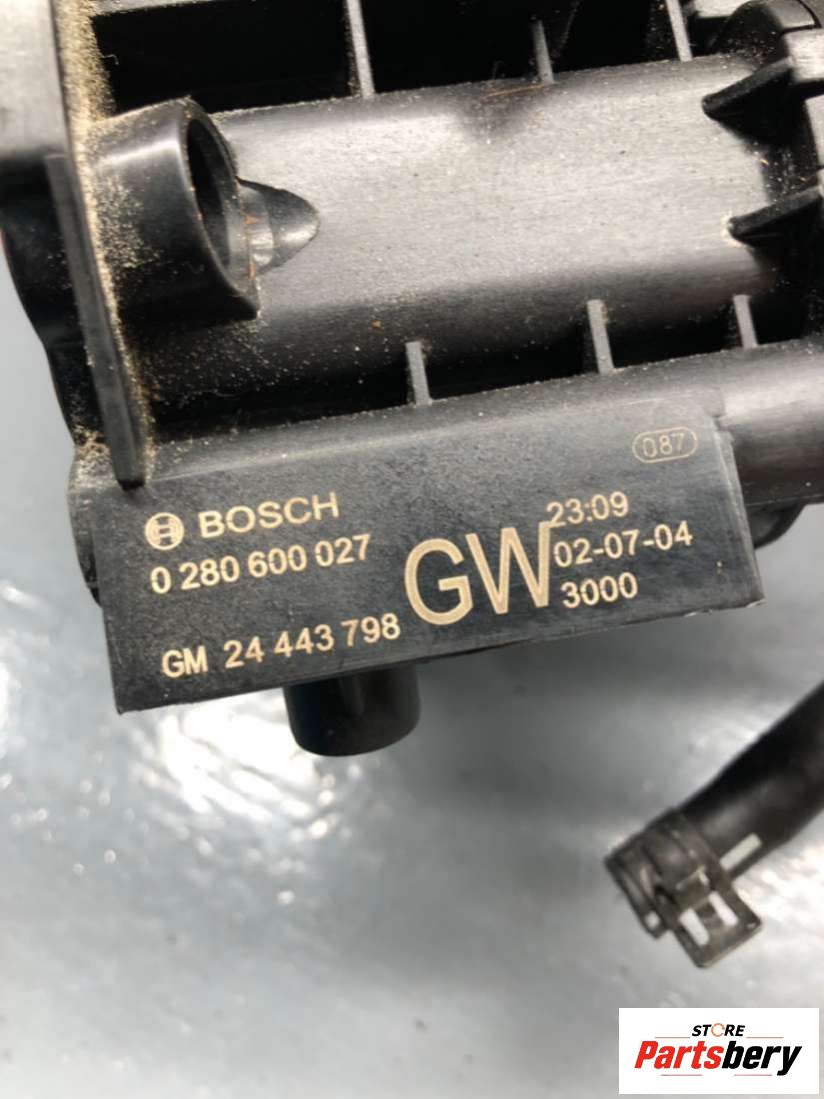 087
BOSCH
0 280 600 027
GM 24 443 798
GW
23:09
02-07-04
3000
STORE
Partsbery